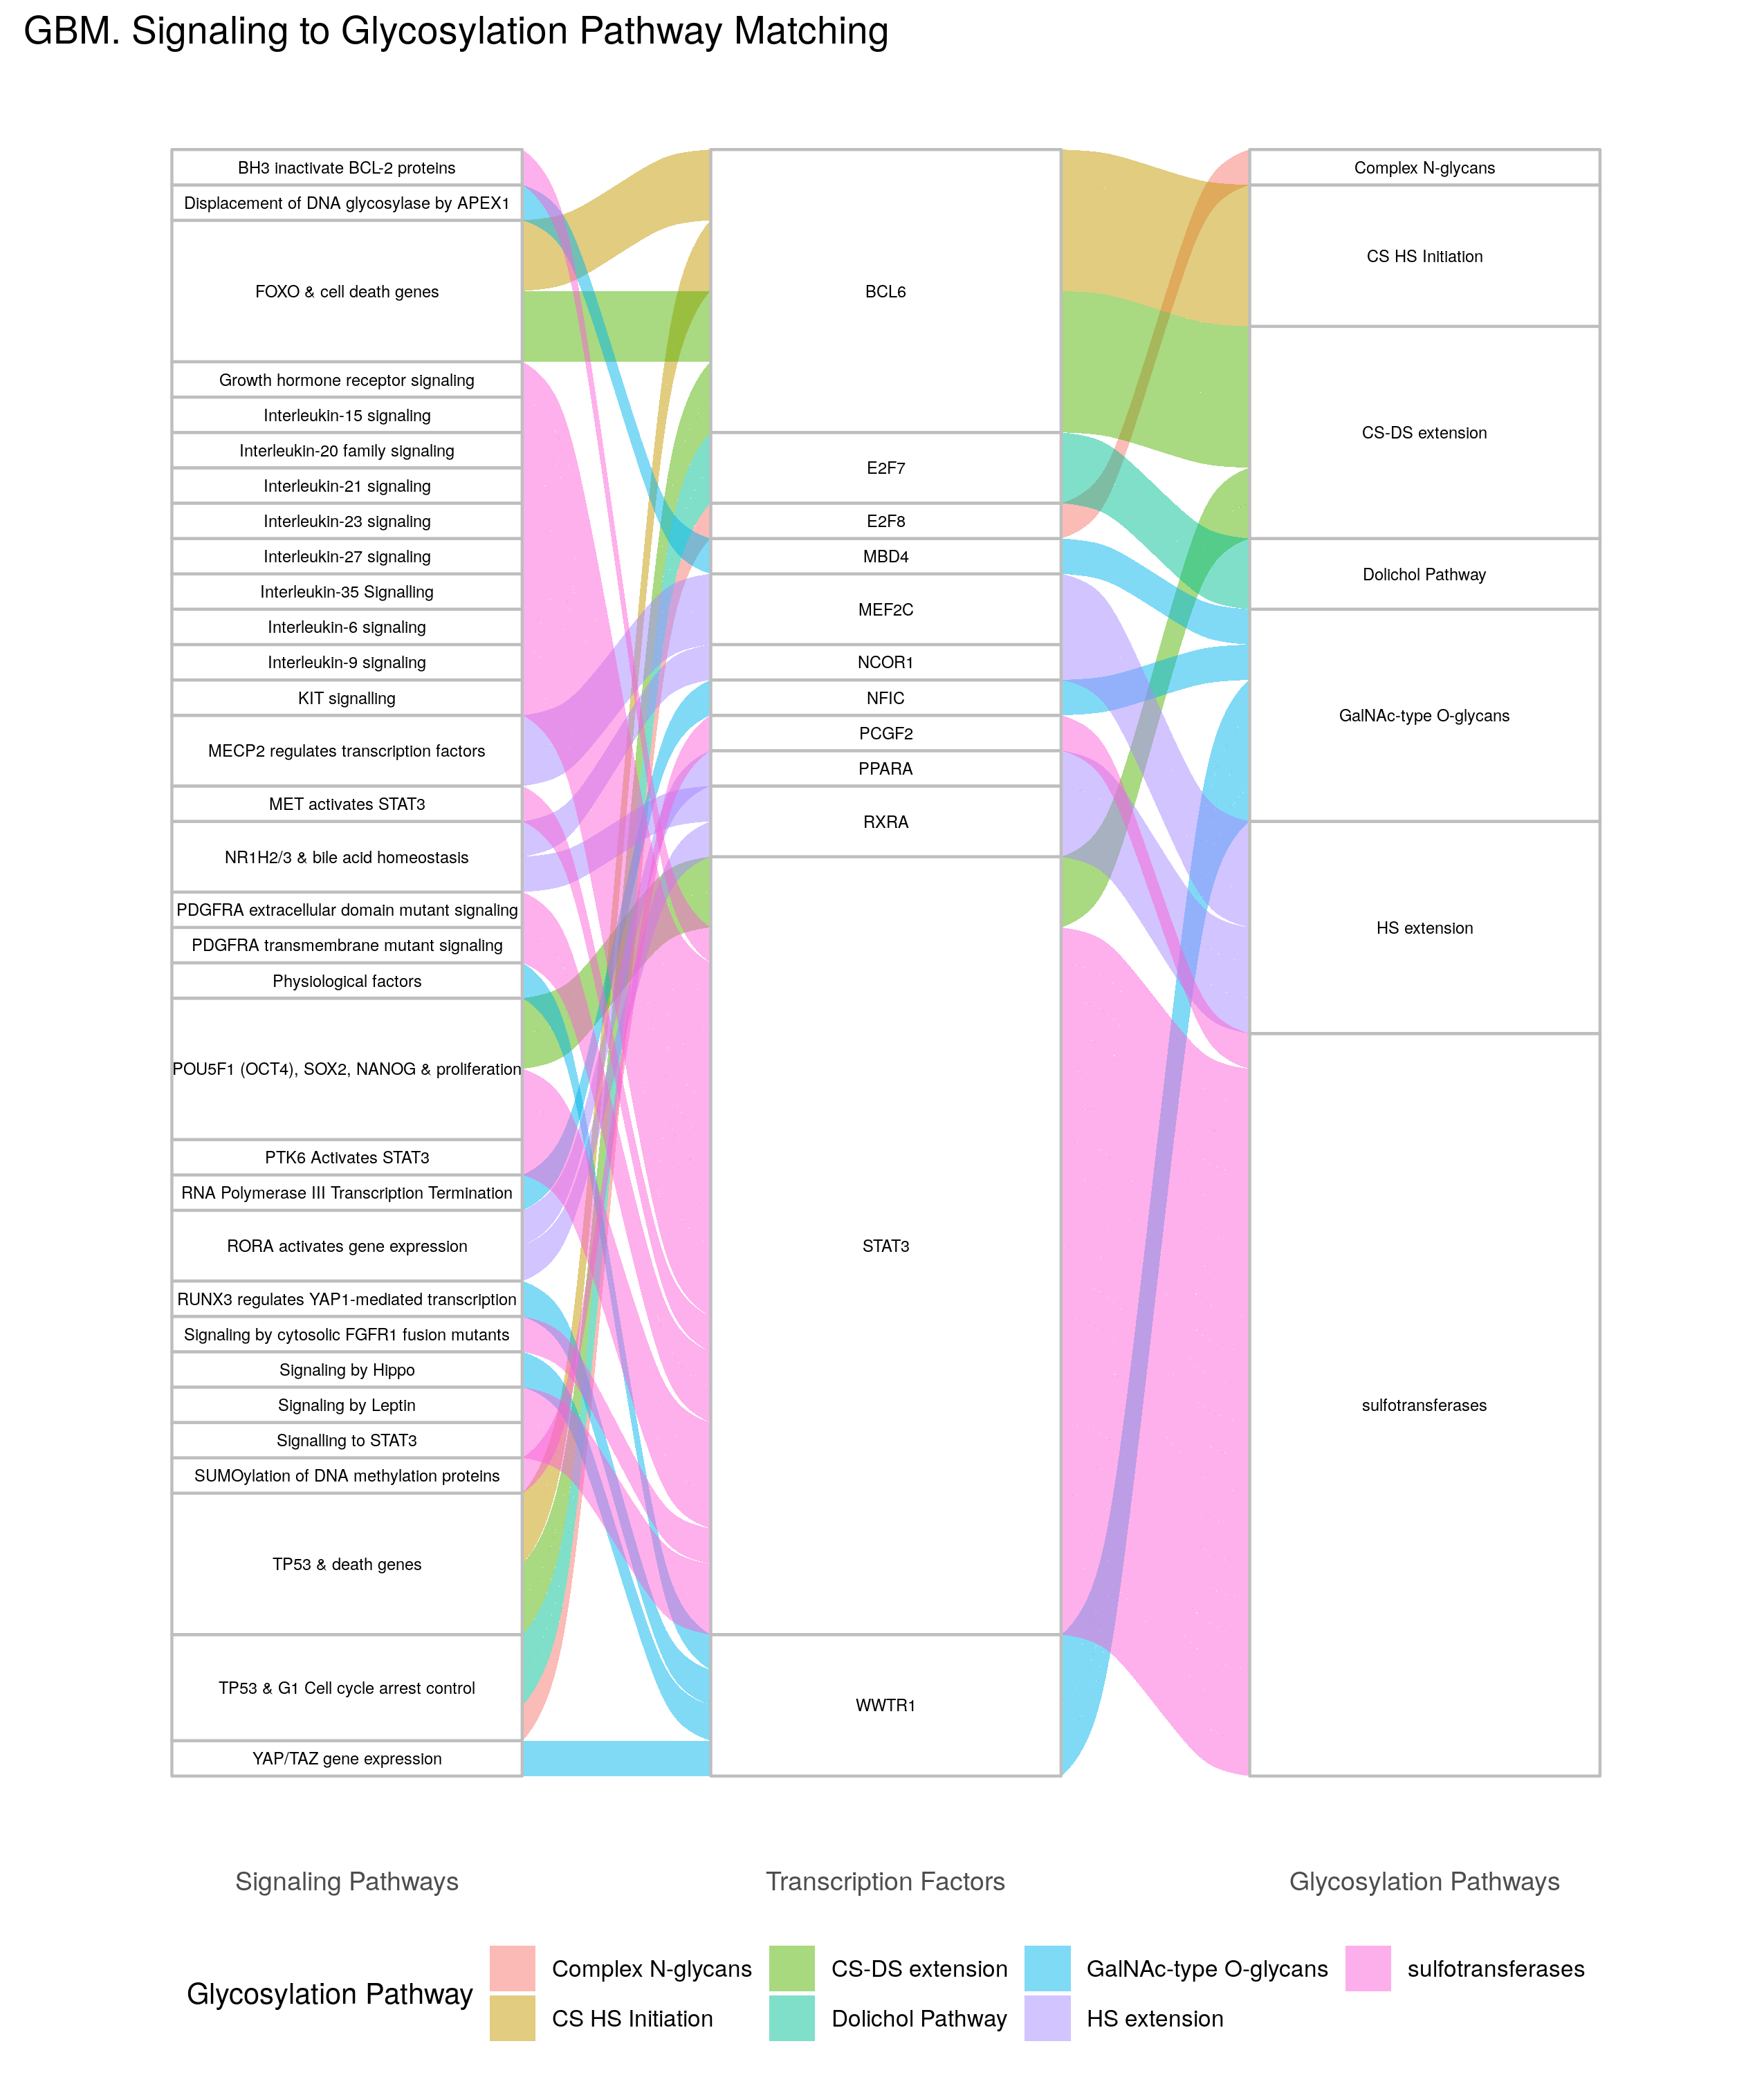 GBM. Signaling to Glycosylation Pathway Matching
BH3 inactivate BCL-2 proteins
Displacement of DNA glycosylase by APEX1
FOXO & cell death genes
Growth hormone receptor signaling
Interleukin-15 signaling
Interleukin-20 family signaling
Interleukin-21 signaling
Interleukin-23 signaling
Interleukin-27 signaling
Interleukin-35 Signalling
Interleukin-6 signaling
Interleukin-9 signaling
KIT signalling
MECP2 regulates transcription factors
MET activates STAT3
NR1H2/3 & bile acid homeostasis
PDGFRA extracellular domain mutant signaling
PDGFRA transmembrane mutant signaling
Physiological factors
POU5F1 (OCT4), SOX2, NANOG & proliferation
PTK6 Activates STAT3
RNA Polymerase III Transcription Termination
RORA activates gene expression
RUNX3 regulates YAP1-mediated transcription
Signaling by cytosolic FGFR1 fusion mutants
Signaling by Hippo
Signaling by Leptin
Signalling to STAT3
SUMOylation of DNA methylation proteins
TP53 & death genes
TP53 & G1 Cell cycle arrest control
YAP/TAZ gene expression
BCL6
E2F7
E2F8
MBD4
MEF2C
NCOR1
NFIC
PCGF2
PPARA
RXRA
STAT3
WWTR1
Complex N-glycans
CS HS Initiation
CS-DS extension
Dolichol Pathway
GalNAc-type O-glycans
HS extension
sulfotransferases
Signaling Pathways
Transcription Factors
Glycosylation Pathways
Glycosylation Pathway
Complex N-glycans
CS HS Initiation
CS-DS extension
Dolichol Pathway
GalNAc-type O-glycans
HS extension
sulfotransferases